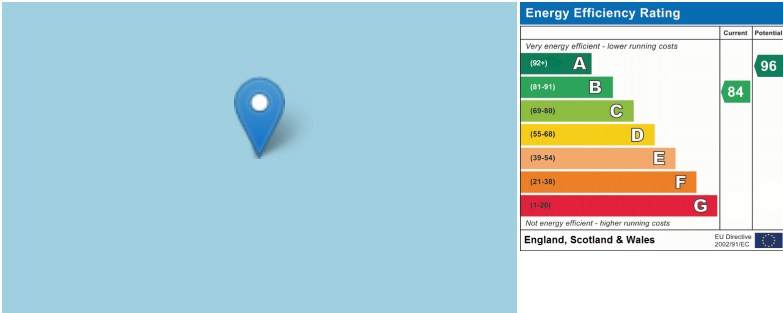 Energy Efficiency Rating
Current Potential
Very energy efficient - lower running costs
(92+) A
96
(81-91) B
84
(69-80) C
(55-68) D
(39-54) E
(21-38) F
(1-20) G
Not energy efficient - higher running costs
England, Scotland & Wales
EU Directive
2002/91/EC